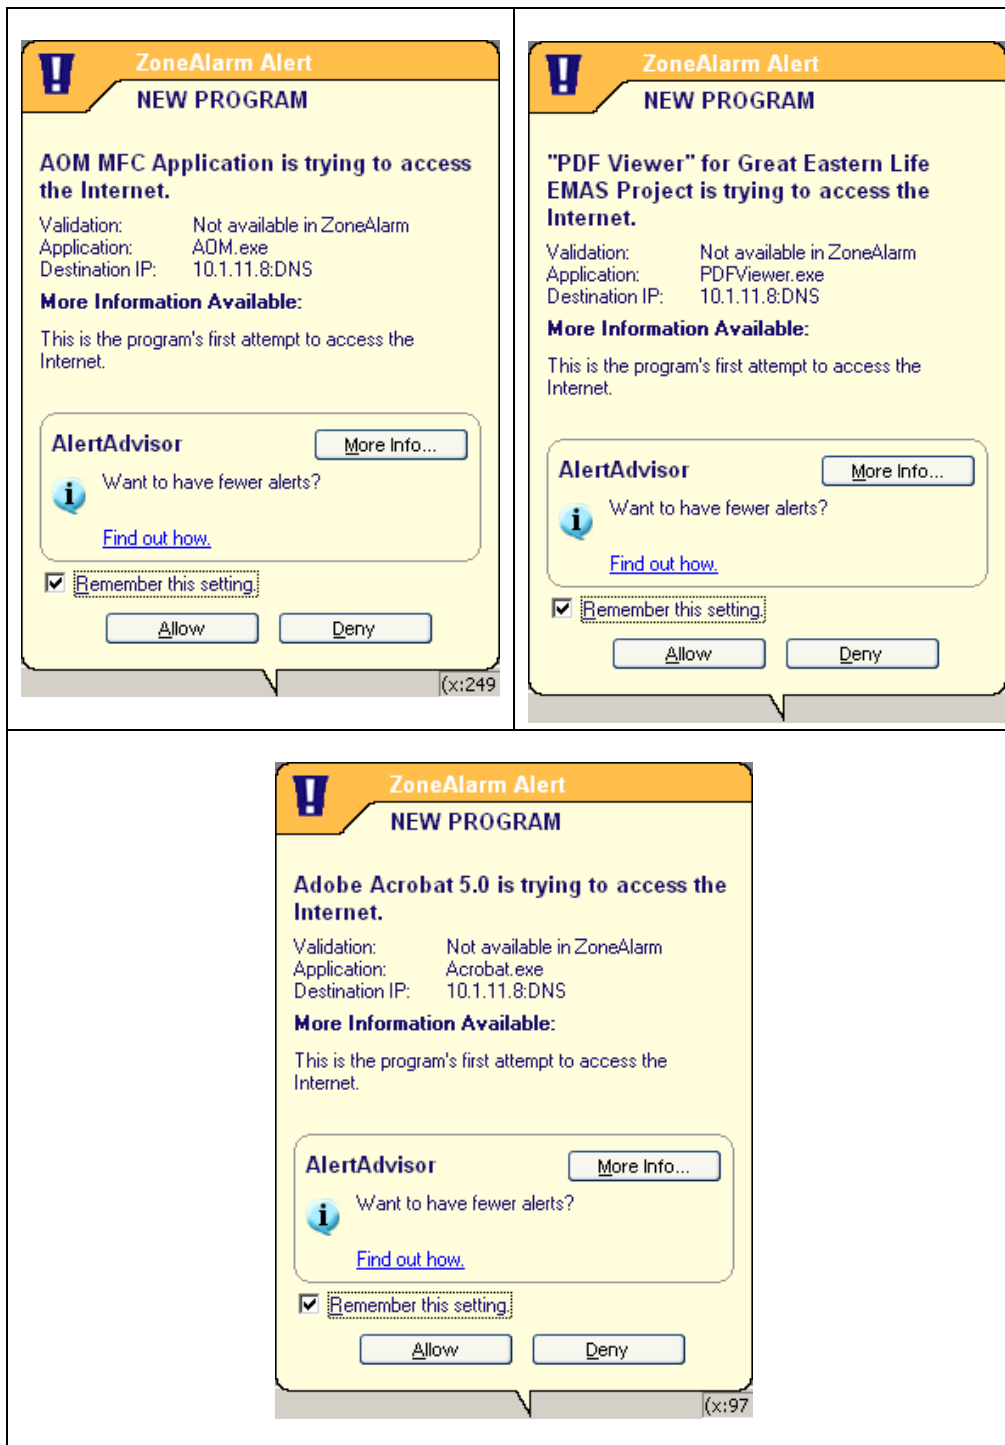 ZoneAlarm Alert
NEW PROGRAM
AOM MFC Application is trying to access
the Internet.
Validation: Not available in ZoneAlarm
Application: AOM.exe
Destination IP: 10.1.11.8:DNS
More Information Available:
This is the program's first attempt to access the
Internet.
AlertAdvisor
More Info...
Want to have fewer alerts?
Find out how.
Remember this setting.
Allow Deny
(x:249
ZoneAlarm Alert
NEW PROGRAM
"PDF Viewer" for Great Eastern Life
EMAS Project is trying to access the
Internet.
Validation: Not available in ZoneAlarm
Application: PDFViewer.exe
Destination IP: 10.1.11.8:DNS
More Information Available:
This is the program's first attempt to access the
Internet.
AlertAdvisor
More Info...
Want to have fewer alerts?
Find out how.
Remember this setting.
Allow Deny
ZoneAlarm Alert
NEW PROGRAM
Adobe Acrobat 5.0 is trying to access the
Internet.
Validation: Not available in ZoneAlarm
Application: Acrobat.exe
Destination IP: 10.1.11.8:DNS
More Information Available:
This is the program's first attempt to access the
Internet.
AlertAdvisor
More Info...
Want to have fewer alerts?
Find out how.
Remember this setting.
Allow Deny
(x:97